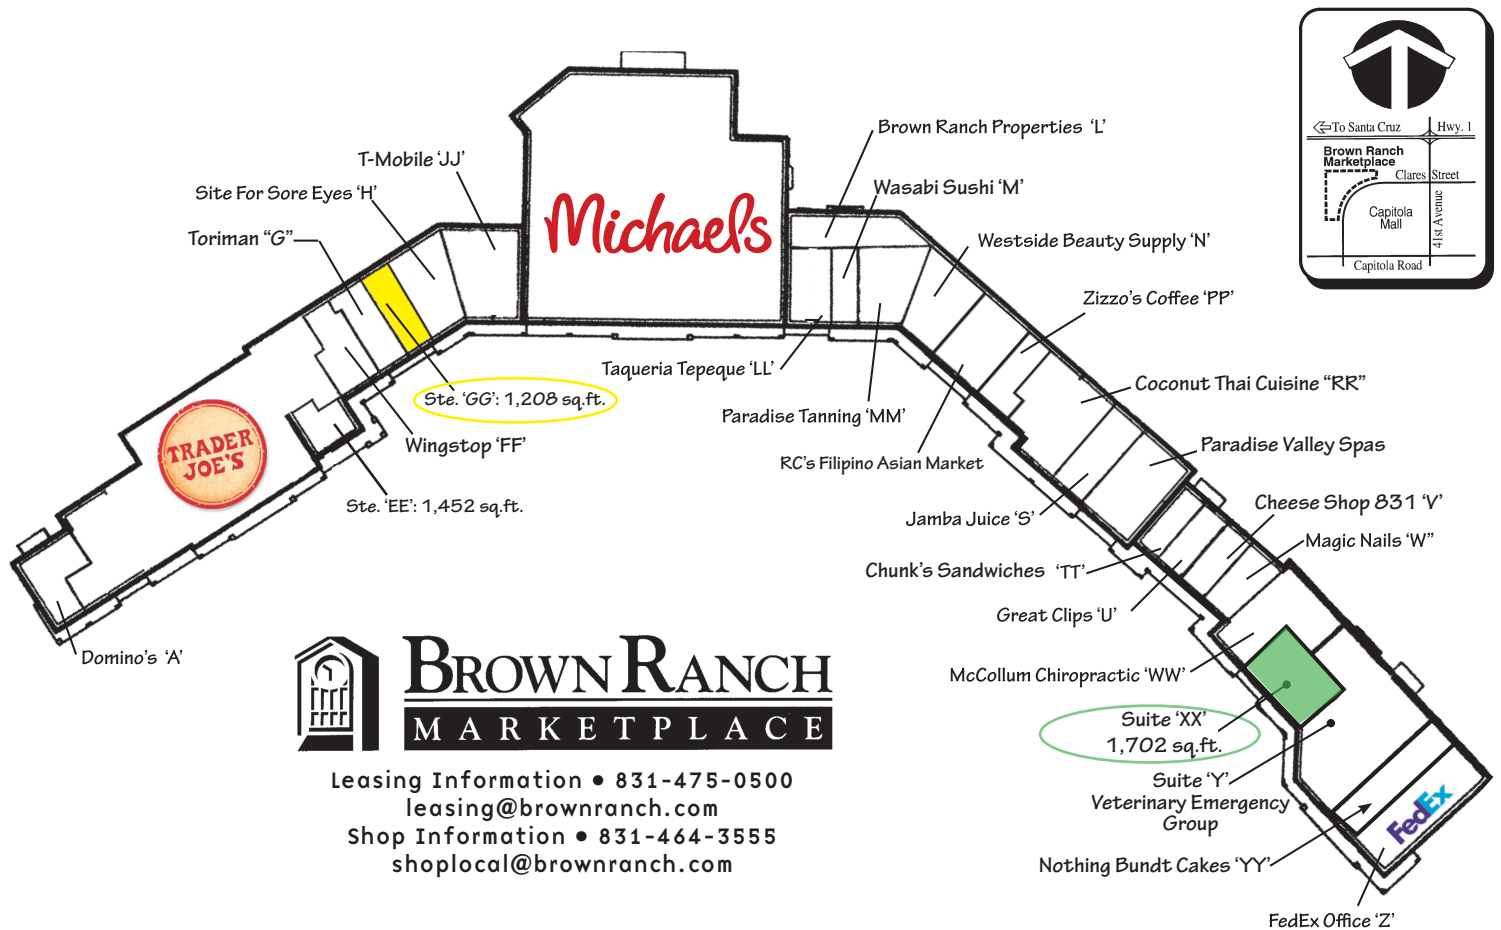 To Santa Cruz
Hwy. 1
Brown Ranch
Marketplace
Clares Street
Capitola
Mall
41st Avenue
Capitola Road
Brown Ranch Properties 'L'
T-Mobile 'JJ'
Wasabi Sushi 'M'
Site For Sore Eyes 'H'
Toriman "G"
Michaels
Westside Beauty Supply 'N'
Zizzo's Coffee 'PP'
Taqueria Tepeque 'LL'
Coconut Thai Cuisine "RR"
Ste. 'GG': 1,208 sq.ft.
Paradise Tanning 'MM'
TRADER
JOE'S
Wingstop 'FF'
Paradise Valley Spas
RC's Filipino Asian Market
Ste. 'EE': 1,452 sq.ft.
Cheese Shop 831 'V'
Jamba Juice 'S'
Magic Nails 'W"
Chunk's Sandwiches 'TT'
Great Clips 'U'
Domino's 'A'
McCollum Chiropractic 'WW'
BROWN RANCH
MARKETPLACE
Suite 'XX'
1,702 sq.ft.
Leasing Information • 831-475-0500
leasing@brownranch.com
Shop Information • 831-464-3555
shoplocal@brownranch.com
Suite 'Y'
Veterinary Emergency
Group
FedEx
Nothing Bundt Cakes 'YY'
FedEx Office 'Z'